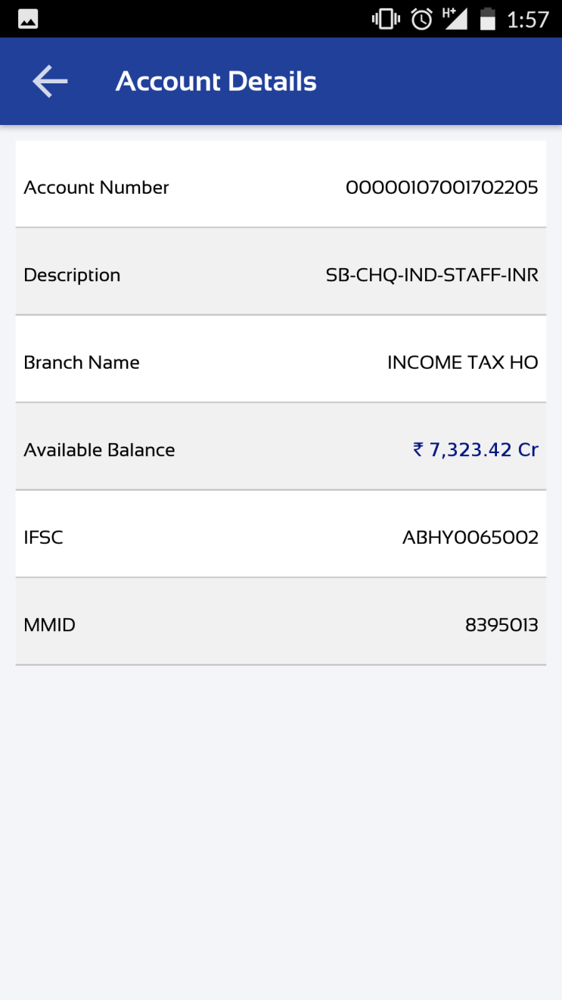 H+ 1:57
Account Details
Account Number 00000107001702205
Description SB-CHQ-IND-STAFF-INR
Branch Name INCOME TAX HO
Available Balance ₹ 7,323.42 Cr
IFSC ABHY0065002
MMID 8395013